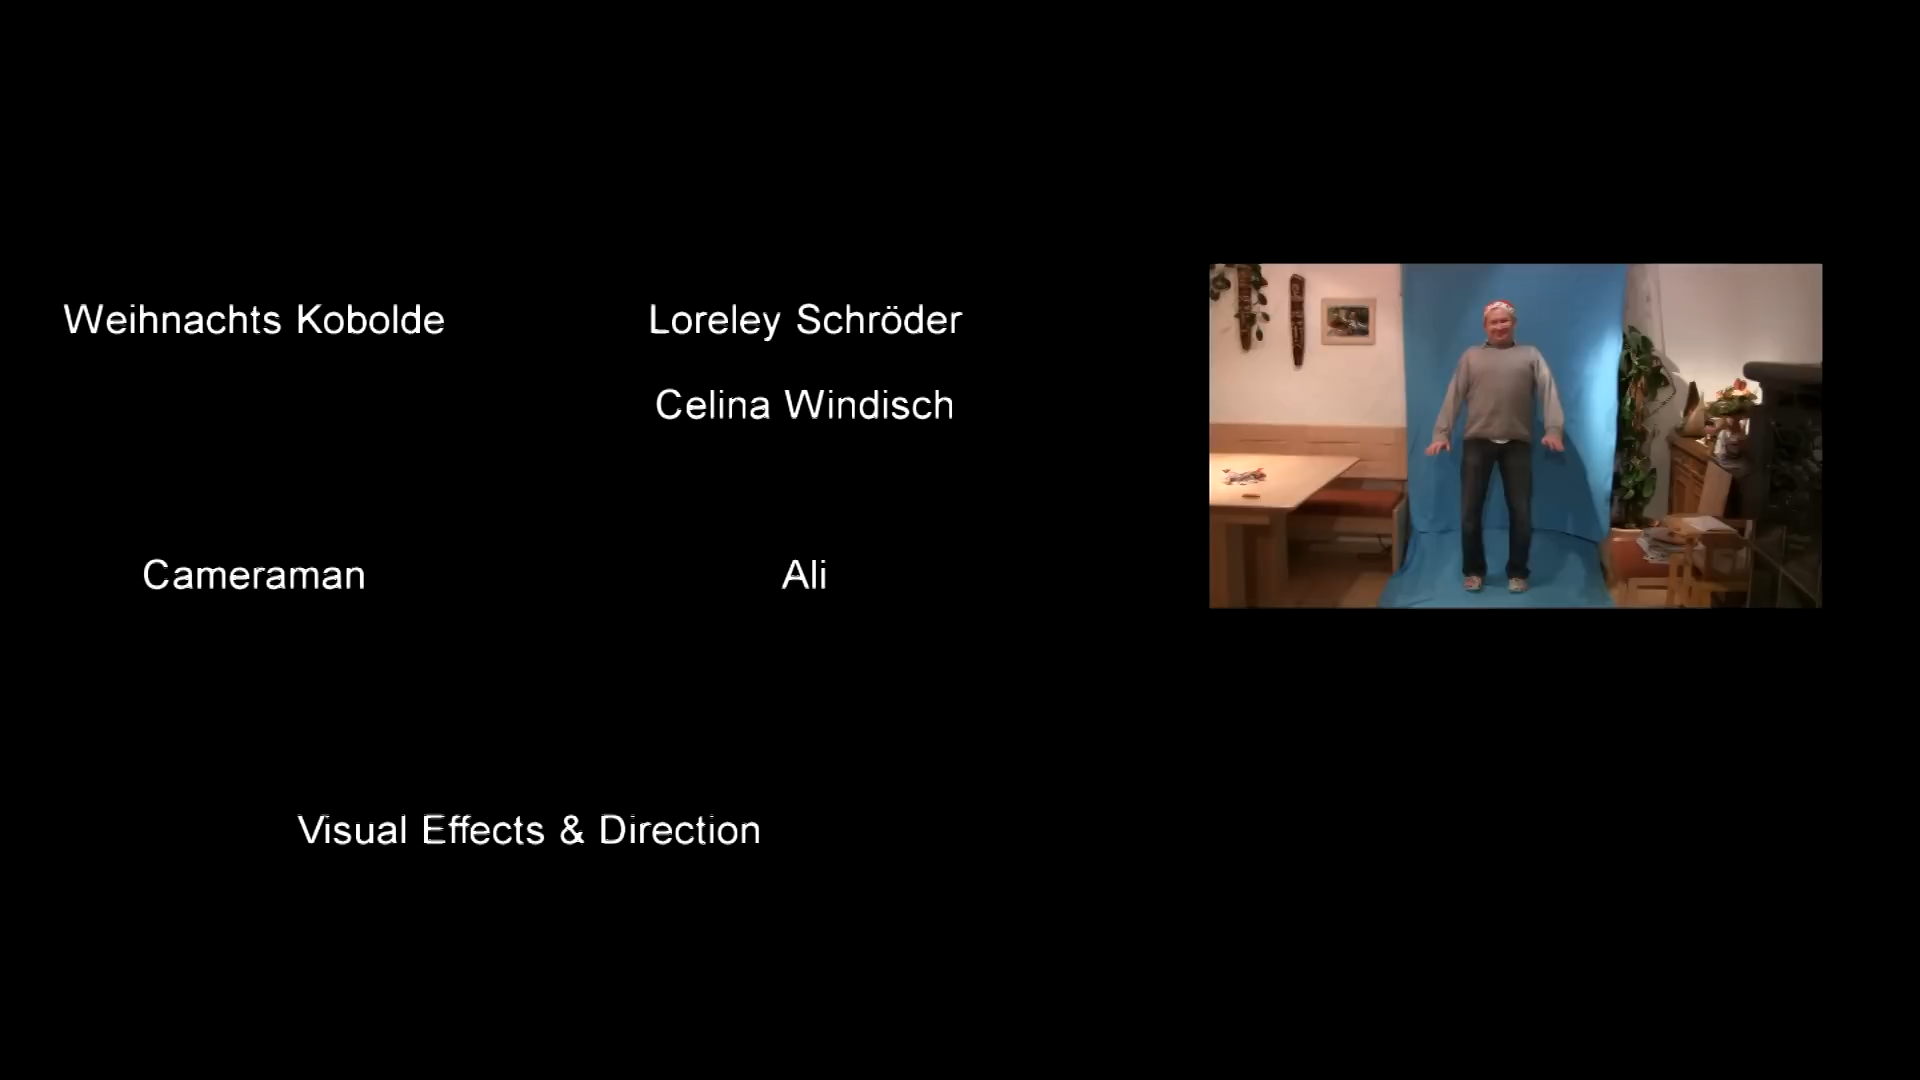 Weihnachts Kobolde Loreley Schröder
Celina Windisch
Cameraman Ali
Visual Effects & Direction